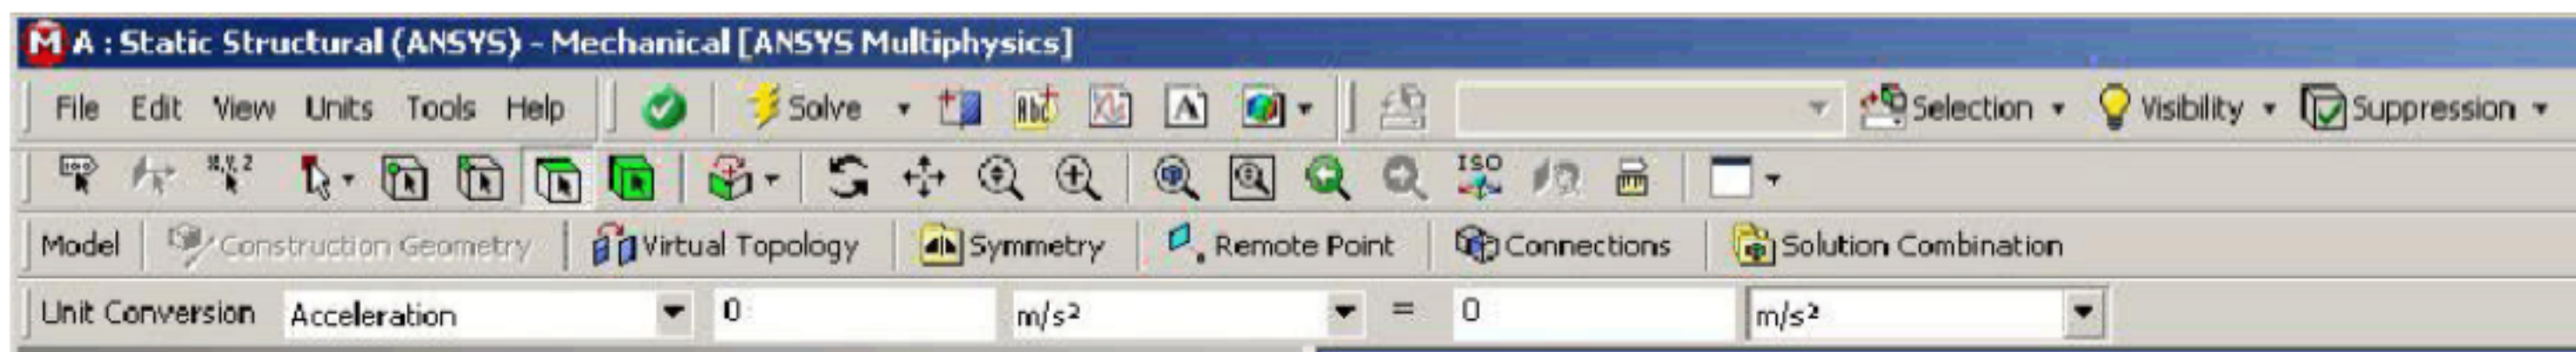 M A : Static Structural (ANSYS) - Mechanical [ANSYS Multiphysics]
File Edit View Units Tools Help Solve Abc A Selection Visibility Suppression
X,Y,Z ISO
Model Construction Geometry Virtual Topology Symmetry Remote Point Connections Solution Combination
Unit Conversion Acceleration 0 m/s² = 0 m/s²